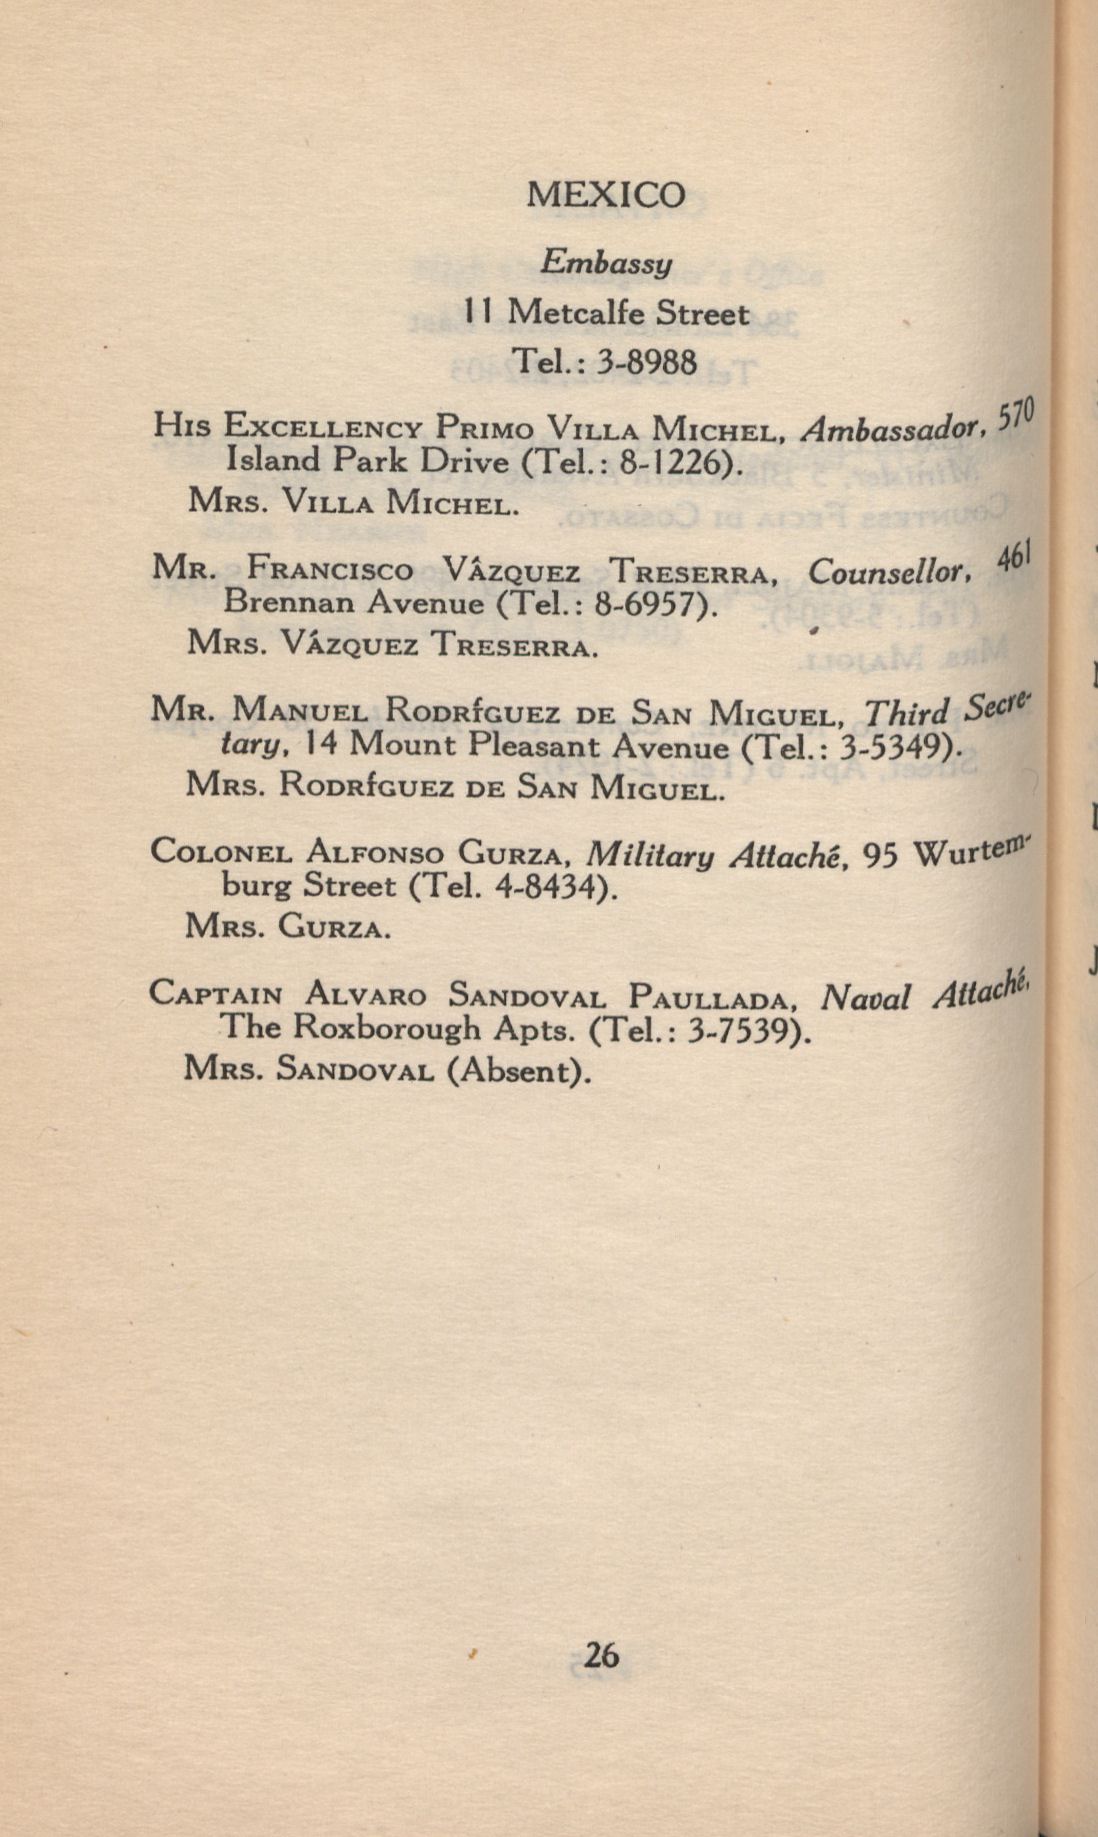 MEXICO
Embassy
11 Metcalfe Street
Tel.: 3-8988
HIS EXCELLENCY PRIMO VILLA MICHEL, Ambassador, 570
Island Park Drive (Tel.: 8-1226).
MRS. VILLA MICHEL.
MR. FRANCISCO VÁZQUEZ TRESERRA, Counsellor, 461
Brennan Avenue (Tel.: 8-6957).
MRS. VÁZQUEZ TRESERRA.
MR. MANUEL RODRÍGUEZ DE SAN MIGUEL, Third Secre-
tary, 14 Mount Pleasant Avenue (Tel.: 3-5349).
MRS. RODRÍGUEZ DE SAN MIGUEL.
COLONEL ALFONSO GURZA, Military Attaché, 95 Wurtem-
burg Street (Tel. 4-8434).
MRS. GURZA.
CAPTAIN ALVARO SANDOVAL PAULLADA, Naval Attaché,
The Roxborough Apts. (Tel.: 3-7539).
MRS. SANDOVAL (Absent).
26